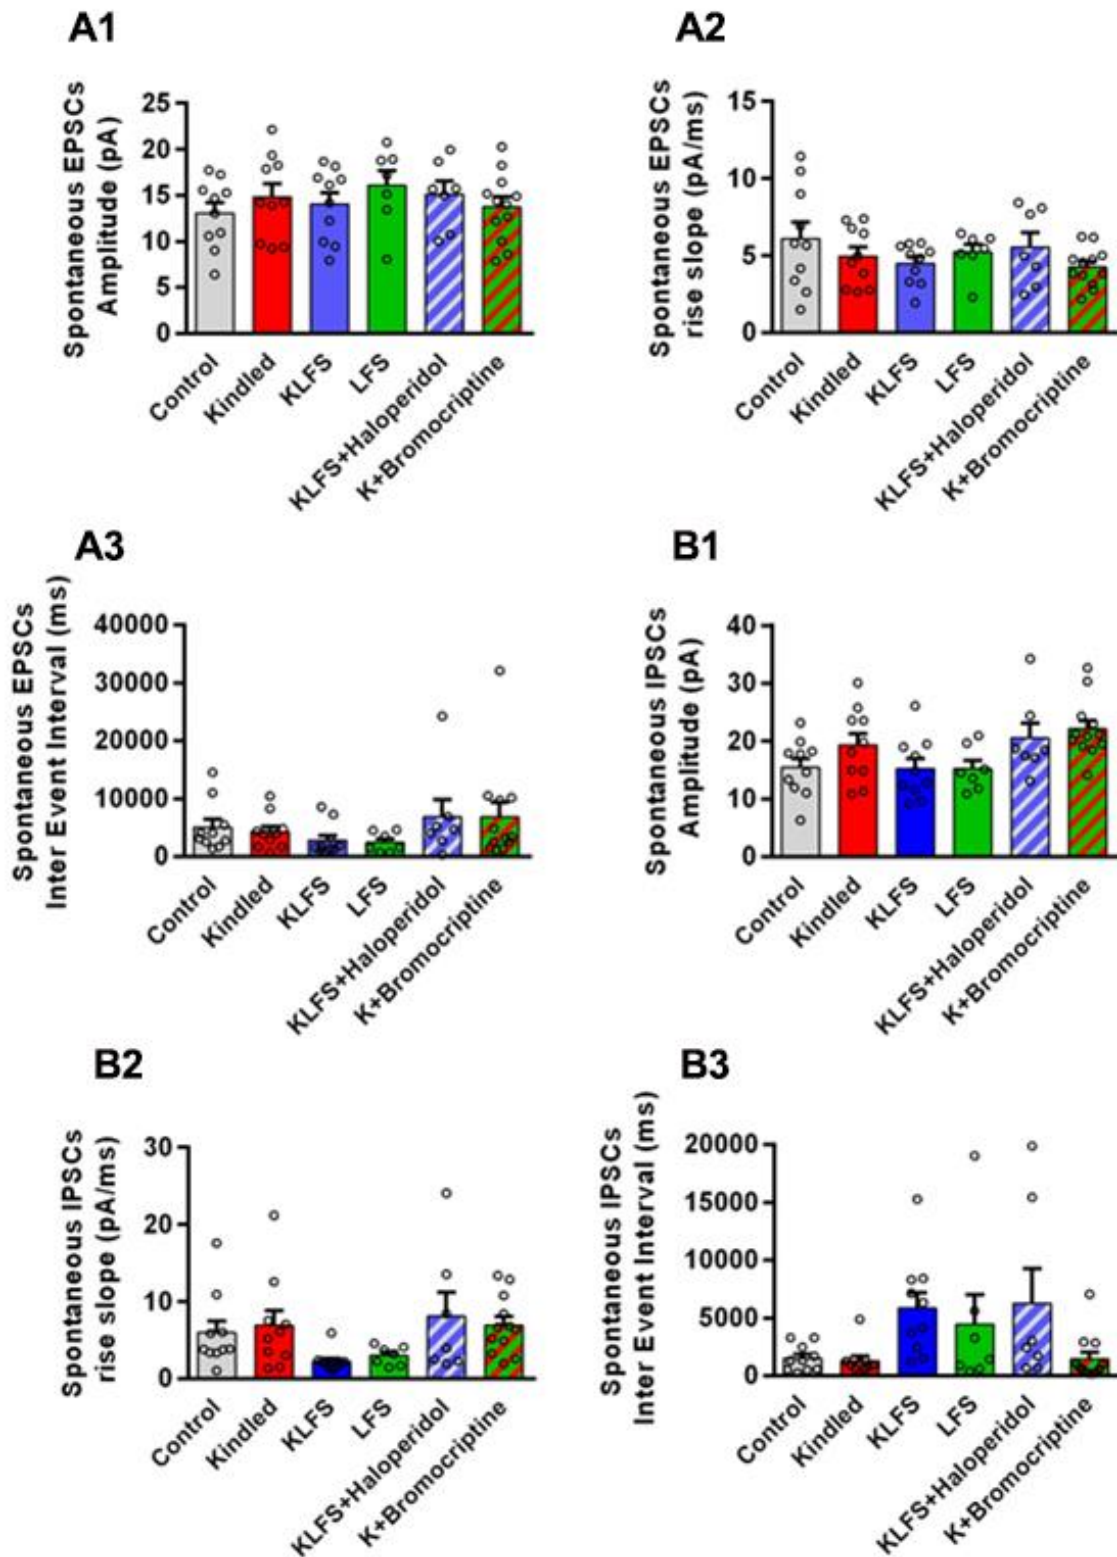 A1
Spontaneous EPSCs
Amplitude (pA)
25
20
15
10
5
0
Control
Kindled
KLFS
LFS
KLFS+Haloperidol
K+Bromocriptine
A2
Spontaneous EPSCs
rise slope (pA/ms)
15
10
5
0
Control
Kindled
KLFS
LFS
KLFS+Haloperidol
K+Bromocriptine
A3
Spontaneous EPSCs
Inter Event Interval (ms)
40000
30000
20000
10000
0
Control
Kindled
KLFS
LFS
KLFS+Haloperidol
K+Bromocriptine
B1
Spontaneous IPSCs
Amplitude (pA)
40
30
20
10
0
Control
Kindled
KLFS
LFS
KLFS+Haloperidol
K+Bromocriptine
B2
Spontaneous IPSCs
rise slope (pA/ms)
30
20
10
0
Control
Kindled
KLFS
LFS
KLFS+Haloperidol
K+Bromocriptine
B3
Spontaneous IPSCs
Inter Event Interval (ms)
20000
15000
10000
5000
0
Control
Kindled
KLFS
LFS
KLFS+Haloperidol
K+Bromocriptine